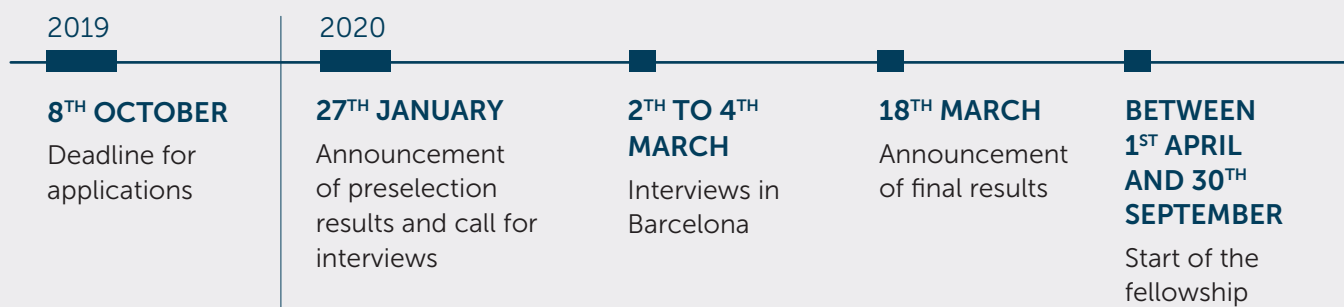 2019
8TH OCTOBER
Deadline for
applications
2020
27TH JANUARY
Announcement
of preselection
results and call for
interviews
2TH TO 4TH
MARCH
Interviews in
Barcelona
18TH MARCH
Announcement
of final results
BETWEEN
1ST APRIL
AND 30TH
SEPTEMBER
Start of the
fellowship